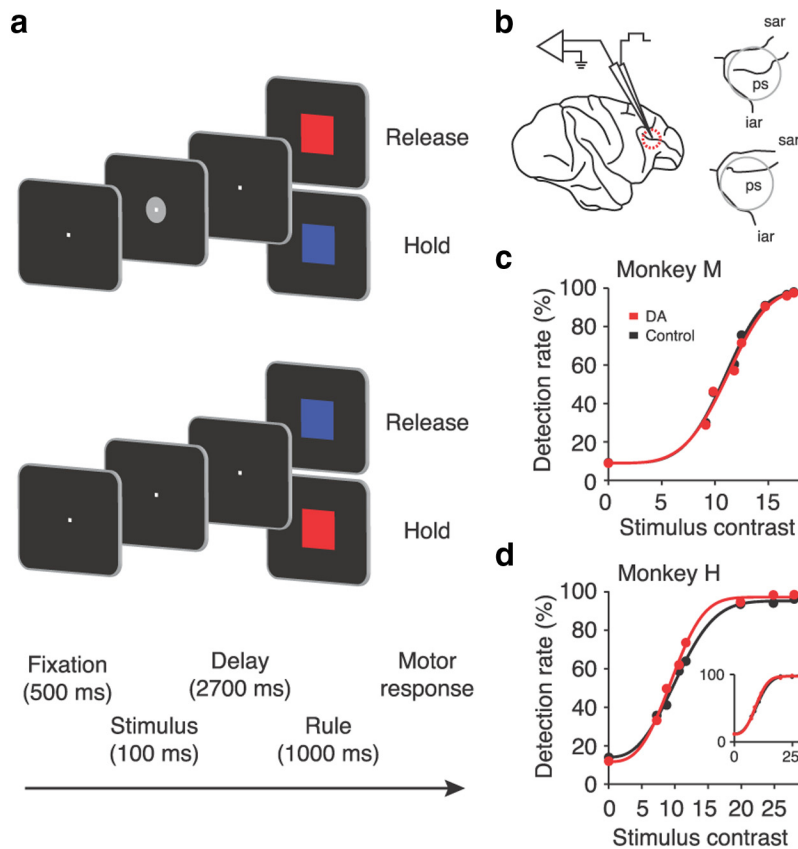 a
Release
Hold
Release
Hold
Fixation
(500 ms)
Stimulus
(100 ms)
Delay
(2700 ms)
Rule
(1000 ms)
Motor
response
b
sar
ps
iar
sar
ps
iar
c
Monkey M
Detection rate (%)
100
80
60
40
20
0
DA
Control
0 5 10 15
Stimulus contrast
d
Monkey H
Detection rate (%)
100
80
60
40
20
0
100
0
0 25
0 5 10 15 20 25
Stimulus contrast